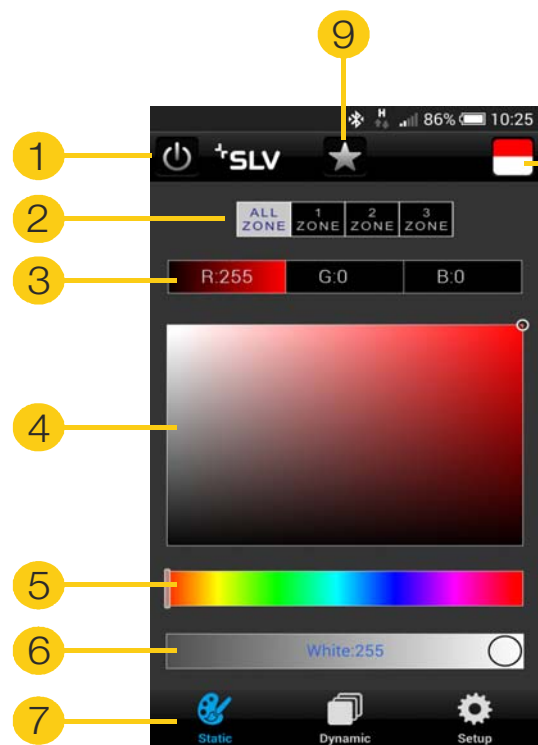 9
H 86% 10:25
1 SLV
2 ALL ZONE 1 ZONE 2 ZONE 3 ZONE
3 R:255 G:0 B:0
4
5
6 White:255
7 Static Dynamic Setup